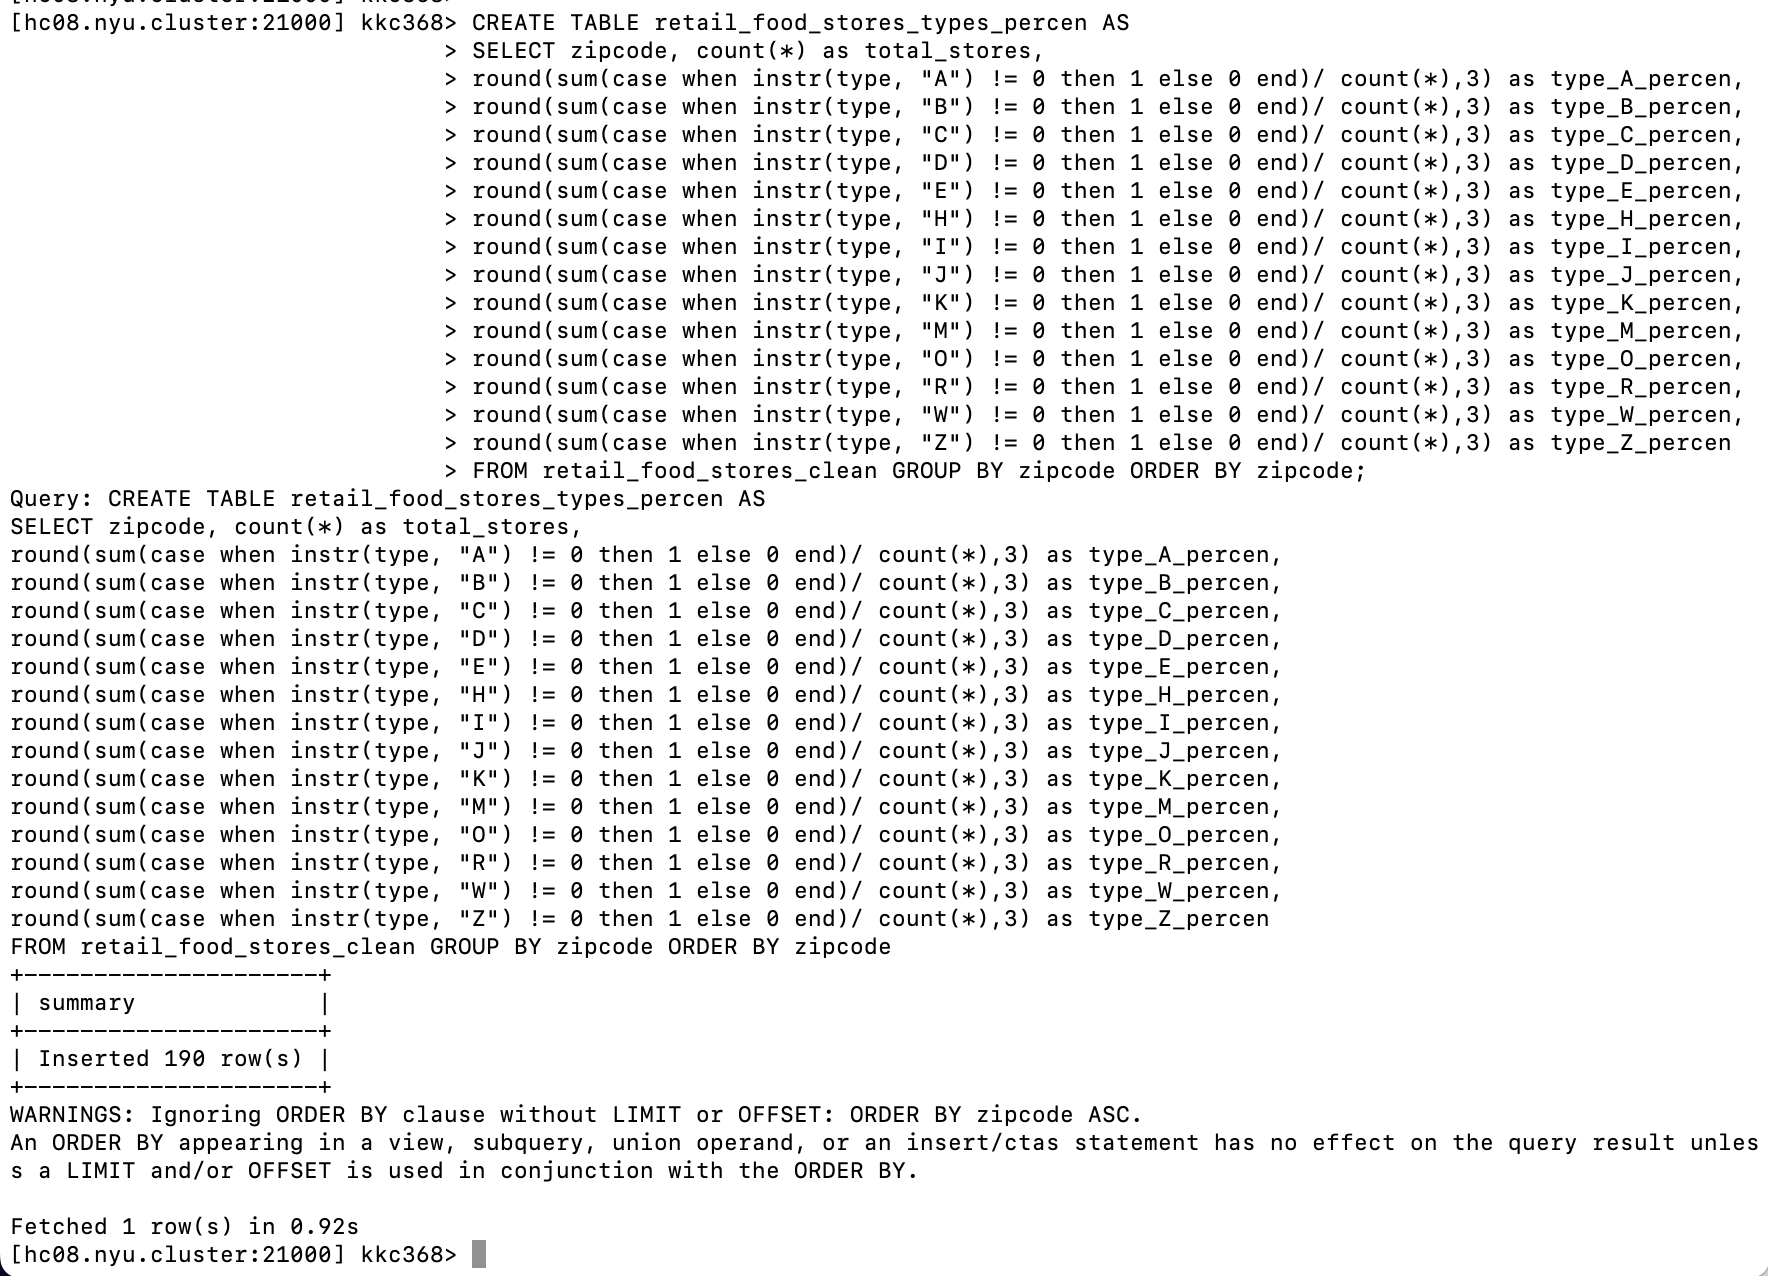 [hc08.nyu.cluster:21000] kkc368>
[hc08.nyu.cluster:21000] kkc368> CREATE TABLE retail_food_stores_types_percen AS
> SELECT zipcode, count(*) as total_stores,
> round(sum(case when instr(type, "A") != 0 then 1 else 0 end)/ count(*),3) as type_A_percen,
> round(sum(case when instr(type, "B") != 0 then 1 else 0 end)/ count(*),3) as type_B_percen,
> round(sum(case when instr(type, "C") != 0 then 1 else 0 end)/ count(*),3) as type_C_percen,
> round(sum(case when instr(type, "D") != 0 then 1 else 0 end)/ count(*),3) as type_D_percen,
> round(sum(case when instr(type, "E") != 0 then 1 else 0 end)/ count(*),3) as type_E_percen,
> round(sum(case when instr(type, "H") != 0 then 1 else 0 end)/ count(*),3) as type_H_percen,
> round(sum(case when instr(type, "I") != 0 then 1 else 0 end)/ count(*),3) as type_I_percen,
> round(sum(case when instr(type, "J") != 0 then 1 else 0 end)/ count(*),3) as type_J_percen,
> round(sum(case when instr(type, "K") != 0 then 1 else 0 end)/ count(*),3) as type_K_percen,
> round(sum(case when instr(type, "M") != 0 then 1 else 0 end)/ count(*),3) as type_M_percen,
> round(sum(case when instr(type, "O") != 0 then 1 else 0 end)/ count(*),3) as type_O_percen,
> round(sum(case when instr(type, "R") != 0 then 1 else 0 end)/ count(*),3) as type_R_percen,
> round(sum(case when instr(type, "W") != 0 then 1 else 0 end)/ count(*),3) as type_W_percen,
> round(sum(case when instr(type, "Z") != 0 then 1 else 0 end)/ count(*),3) as type_Z_percen
> FROM retail_food_stores_clean GROUP BY zipcode ORDER BY zipcode;
Query: CREATE TABLE retail_food_stores_types_percen AS
SELECT zipcode, count(*) as total_stores,
round(sum(case when instr(type, "A") != 0 then 1 else 0 end)/ count(*),3) as type_A_percen,
round(sum(case when instr(type, "B") != 0 then 1 else 0 end)/ count(*),3) as type_B_percen,
round(sum(case when instr(type, "C") != 0 then 1 else 0 end)/ count(*),3) as type_C_percen,
round(sum(case when instr(type, "D") != 0 then 1 else 0 end)/ count(*),3) as type_D_percen,
round(sum(case when instr(type, "E") != 0 then 1 else 0 end)/ count(*),3) as type_E_percen,
round(sum(case when instr(type, "H") != 0 then 1 else 0 end)/ count(*),3) as type_H_percen,
round(sum(case when instr(type, "I") != 0 then 1 else 0 end)/ count(*),3) as type_I_percen,
round(sum(case when instr(type, "J") != 0 then 1 else 0 end)/ count(*),3) as type_J_percen,
round(sum(case when instr(type, "K") != 0 then 1 else 0 end)/ count(*),3) as type_K_percen,
round(sum(case when instr(type, "M") != 0 then 1 else 0 end)/ count(*),3) as type_M_percen,
round(sum(case when instr(type, "O") != 0 then 1 else 0 end)/ count(*),3) as type_O_percen,
round(sum(case when instr(type, "R") != 0 then 1 else 0 end)/ count(*),3) as type_R_percen,
round(sum(case when instr(type, "W") != 0 then 1 else 0 end)/ count(*),3) as type_W_percen,
round(sum(case when instr(type, "Z") != 0 then 1 else 0 end)/ count(*),3) as type_Z_percen
FROM retail_food_stores_clean GROUP BY zipcode ORDER BY zipcode
+---------------------+
| summary             |
+---------------------+
| Inserted 190 row(s) |
+---------------------+
WARNINGS: Ignoring ORDER BY clause without LIMIT or OFFSET: ORDER BY zipcode ASC.
An ORDER BY appearing in a view, subquery, union operand, or an insert/ctas statement has no effect on the query result unles
s a LIMIT and/or OFFSET is used in conjunction with the ORDER BY.
Fetched 1 row(s) in 0.92s
[hc08.nyu.cluster:21000] kkc368>